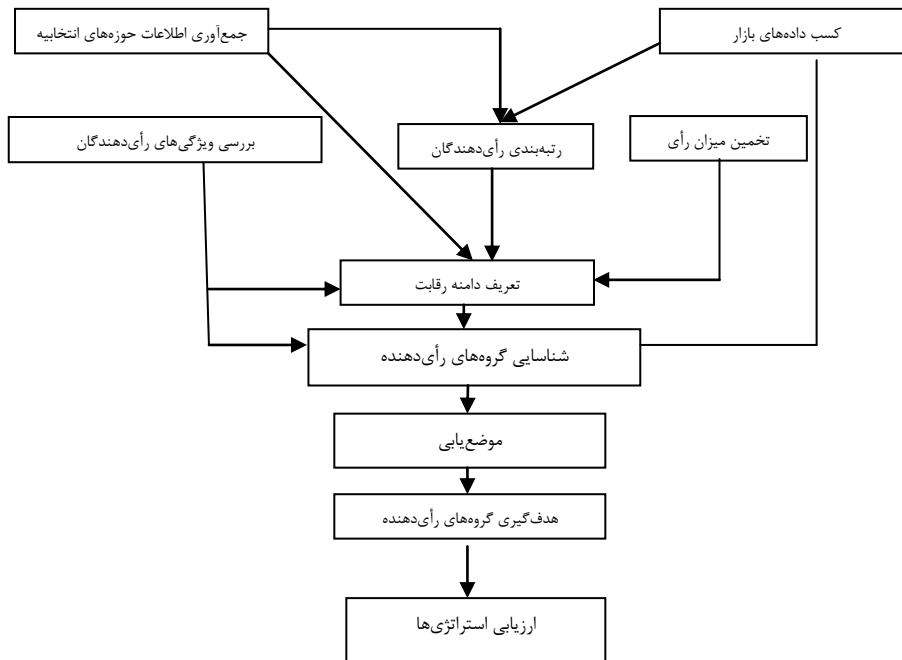 جمع‌آوری اطلاعات حوزه‌های انتخابیه
کسب داده‌های بازار
بررسی ویژگی‌های رأی‌دهندگان
رتبه‌بندی رأی‌دهندگان
تخمین میزان رأی
تعریف دامنه رقابت
شناسایی گروه‌های رأی‌دهنده
موضع‌یابی
هدف‌گیری گروه‌های رأی‌دهنده
ارزیابی استراتژی‌ها